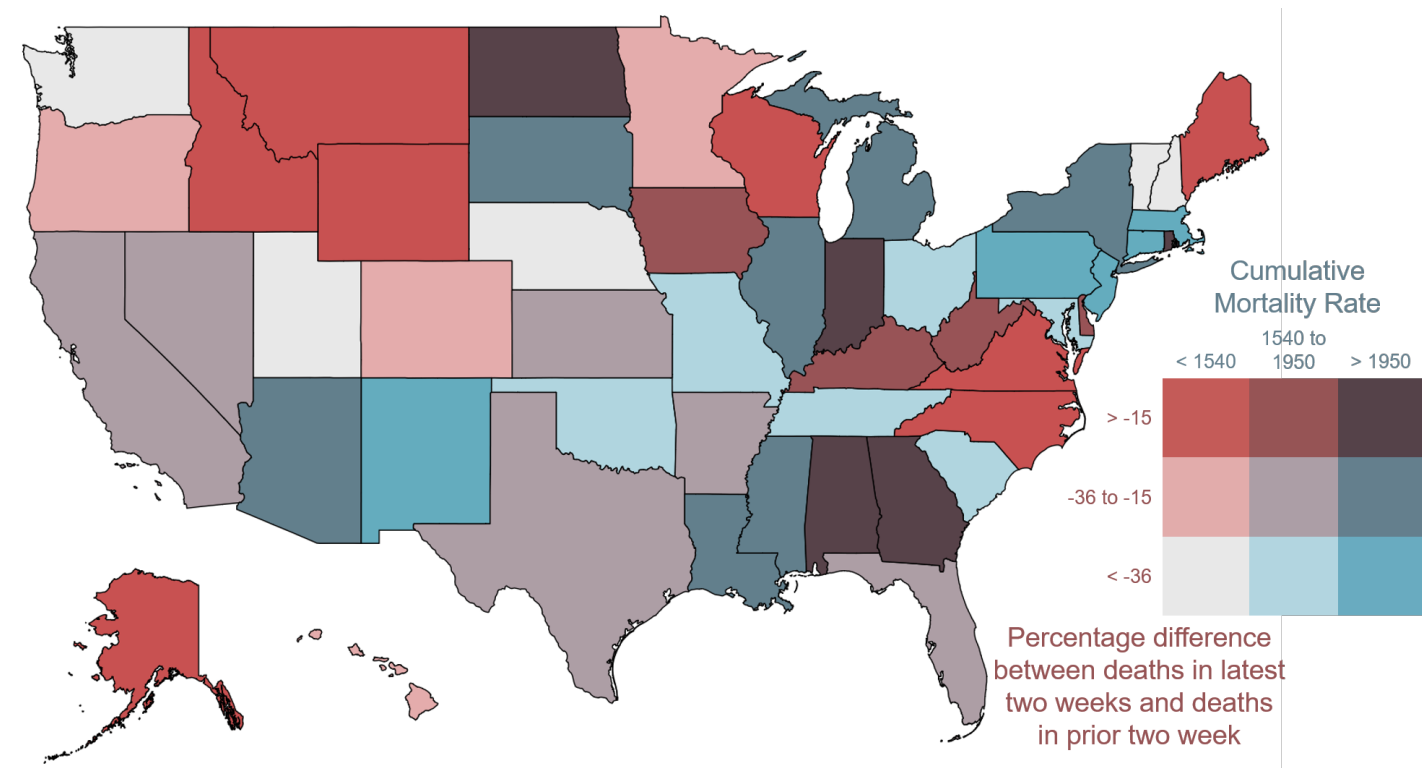 Cumulative
Mortality Rate
1540 to
< 1540 1950 > 1950
> -15
-36 to -15
< -36
Percentage difference
between deaths in latest
two weeks and deaths
in prior two week